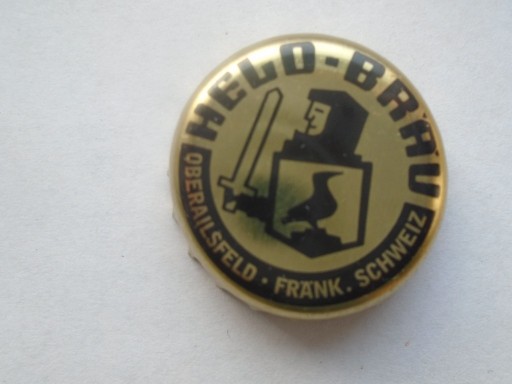 HELD-BRÄU
OBERAILSFELD · FRÄNK. SCHWEIZ